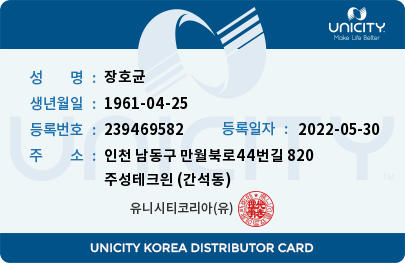 UNICITY
Make Life Better
성 명 : 장호균
생년월일 : 1961-04-25
등록번호 : 239469582 등록일자 : 2022-05-30
주 소 : 인천 남동구 만월북로44번길 820
주성테크윈 (간석동)
유니시티코리아(유)
UNICITY
UNICITY KOREA DISTRIBUTOR CARD